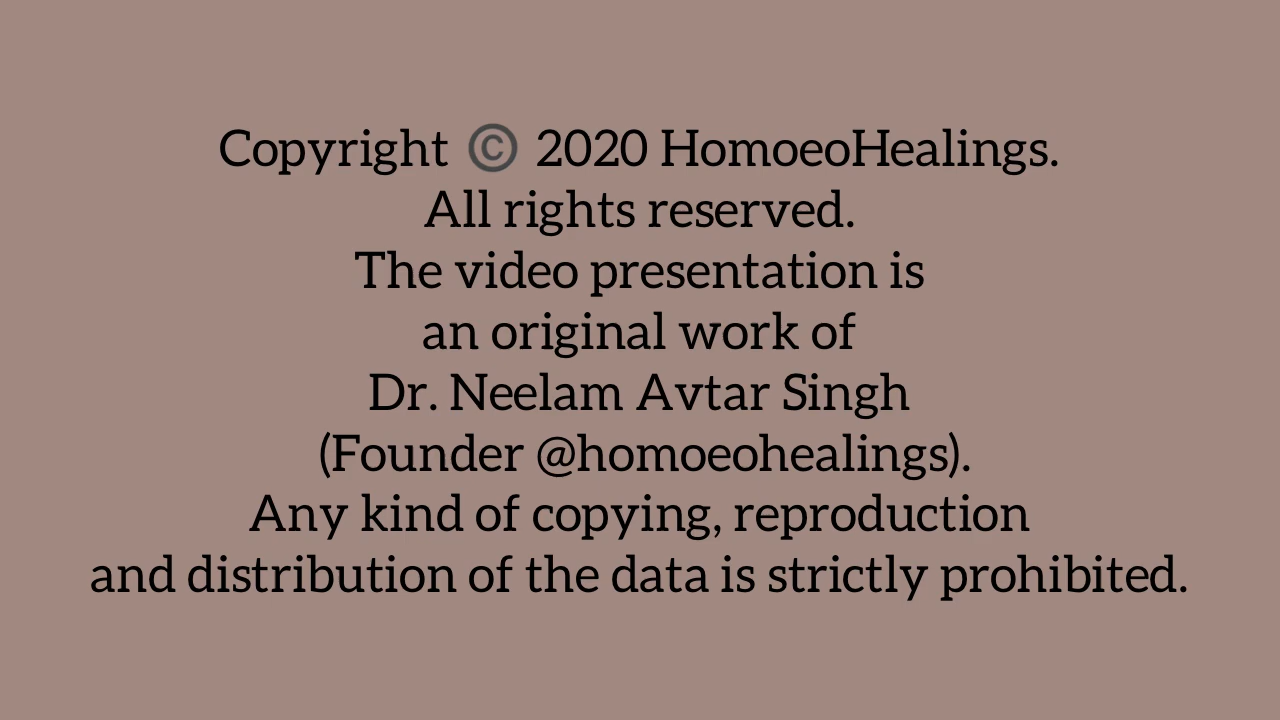 Copyright © 2020 HomoeoHealings.
All rights reserved.
The video presentation is
an original work of
Dr. Neelam Avtar Singh
(Founder @homoeohealings).
Any kind of copying, reproduction
and distribution of the data is strictly prohibited.